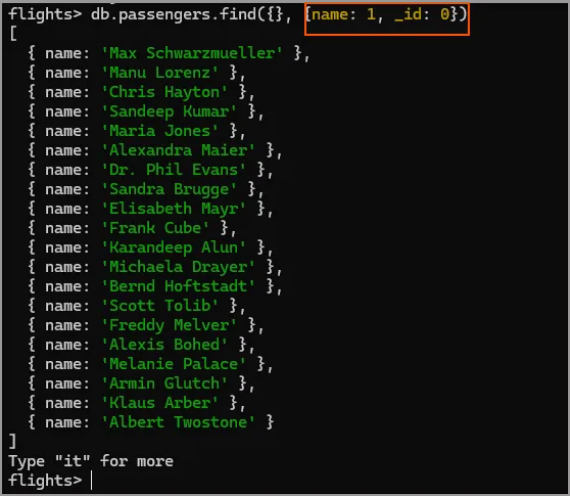 flights> db.passengers.find({}, {name: 1, _id: 0})
[
  { name: 'Max Schwarzmueller' },
  { name: 'Manu Lorenz' },
  { name: 'Chris Hayton' },
  { name: 'Sandeep Kumar' },
  { name: 'Maria Jones' },
  { name: 'Alexandra Maier' },
  { name: 'Dr. Phil Evans' },
  { name: 'Sandra Brugge' },
  { name: 'Elisabeth Mayr' },
  { name: 'Frank Cube' },
  { name: 'Karandeep Alun' },
  { name: 'Michaela Drayer' },
  { name: 'Bernd Hoftstadt' },
  { name: 'Scott Tolib' },
  { name: 'Freddy Melver' },
  { name: 'Alexis Bohed' },
  { name: 'Melanie Palace' },
  { name: 'Armin Glutch' },
  { name: 'Klaus Arber' },
  { name: 'Albert Twostone' }
]
Type "it" for more
flights>